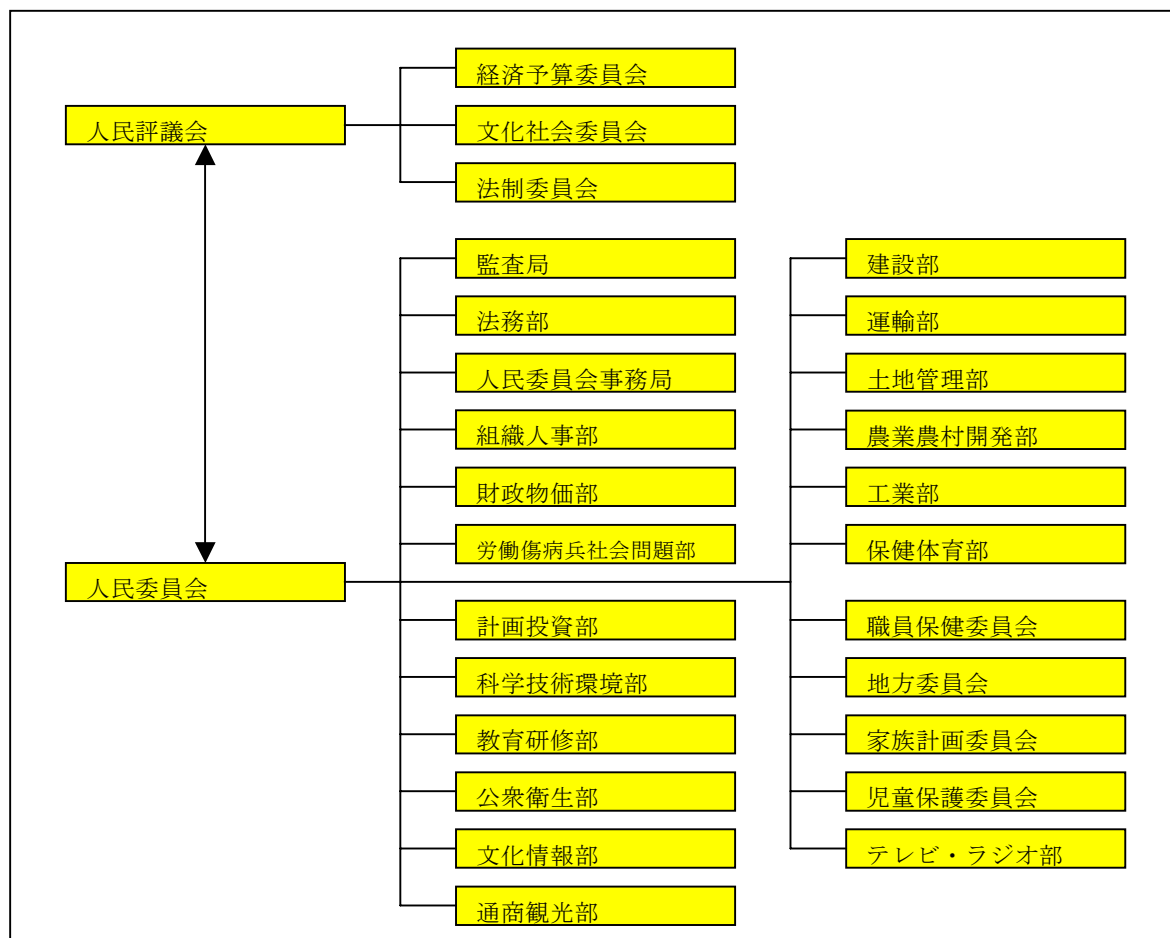 人民評議会
経済予算委員会
文化社会委員会
法制委員会
人民委員会
監査局
法務部
人民委員会事務局
組織人事部
財政物価部
労働傷病兵社会問題部
計画投資部
科学技術環境部
教育研修部
公衆衛生部
文化情報部
通商観光部
建設部
運輸部
土地管理部
農業農村開発部
工業部
保健体育部
職員保健委員会
地方委員会
家族計画委員会
児童保護委員会
テレビ・ラジオ部